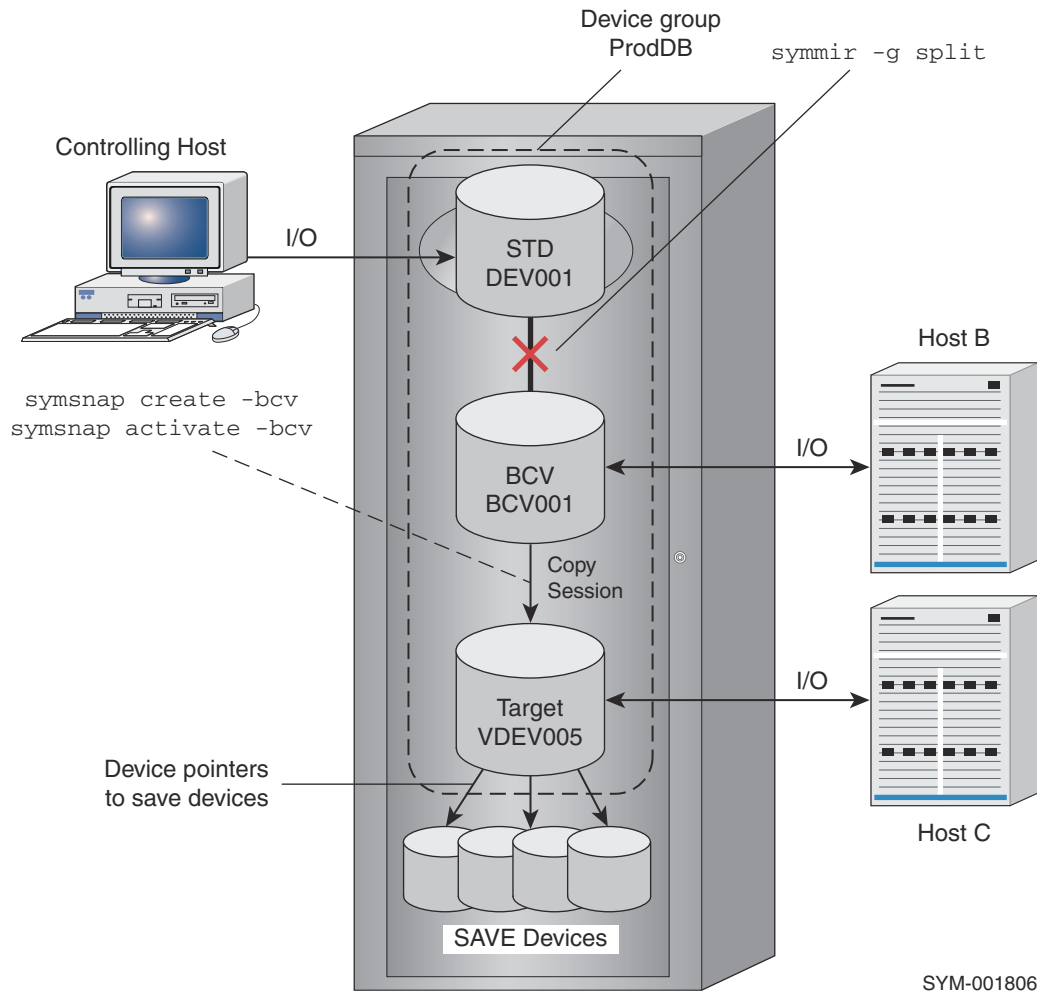 Device group
ProdDB
symmir -g split
Controlling Host
I/O
STD
DEV001
Host B
symsnap create -bcv
symsnap activate -bcv
I/O
BCV
BCV001
Copy
Session
I/O
Target
VDEV005
Device pointers
to save devices
Host C
SAVE Devices
SYM-001806